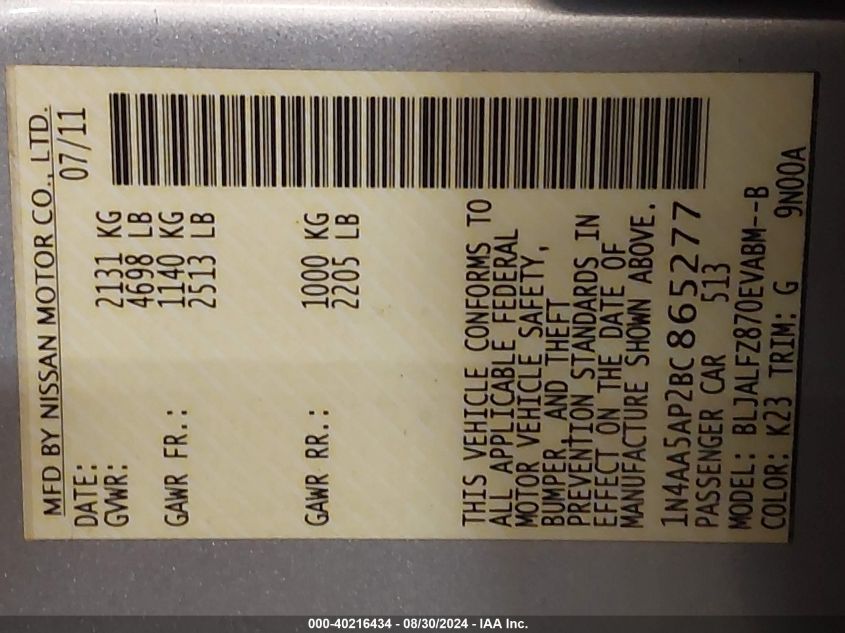 MFD BY NISSAN MOTOR CO., LTD.
DATE: 07/11
GVWR: 2131 KG
4698 LB
GAWR FR.: 1140 KG
2513 LB
GAWR RR.: 1000 KG
2205 LB
THIS VEHICLE CONFORMS TO
ALL APPLICABLE FEDERAL
MOTOR VEHICLE SAFETY,
BUMPER, AND THEFT
PREVENTION STANDARDS IN
EFFECT ON THE DATE OF
MANUFACTURE SHOWN ABOVE.
1N4AA5AP2BC865277
PASSENGER CAR 513
MODEL: BLJALFZ870EVABM--B
COLOR: K23 TRIM: G 9N00A
000-40216434 - 08/30/2024 - IAA Inc.